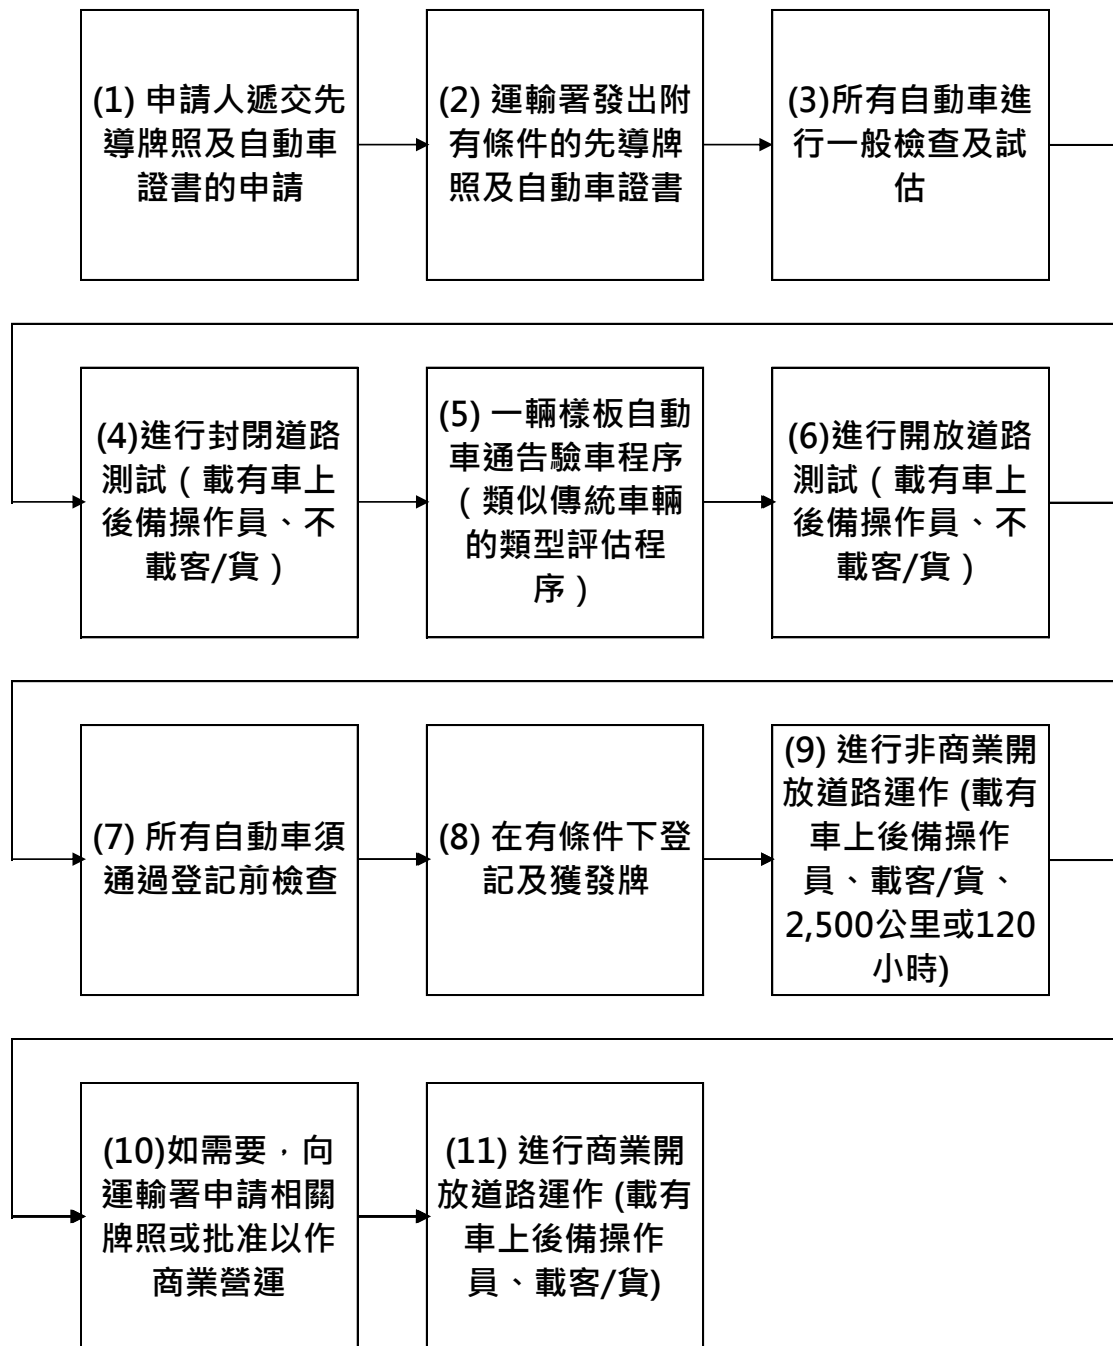 (1) 申請人遞交先
導牌照及自動車
證書的申請
(2) 運輸署發出附
有條件的先導牌
照及自動車證書
(3)所有自動車進
行一般檢查及試
估
(4)進行封閉道路
測試（載有車上
後備操作員、不
載客/貨）
(5) 一輛樣板自動
車通告驗車程序
（類似傳統車輛
的類型評估程
序）
(6)進行開放道路
測試（載有車上
後備操作員、不
載客/貨）
(7) 所有自動車須
通過登記前檢查
(8) 在有條件下登
記及獲發牌
(9) 進行非商業開
放道路運作 (載有
車上後備操作
員、載客/貨、
2,500公里或120
小時)
(10)如需要，向
運輸署申請相關
牌照或批准以作
商業營運
(11) 進行商業開
放道路運作 (載有
車上後備操作
員、載客/貨)